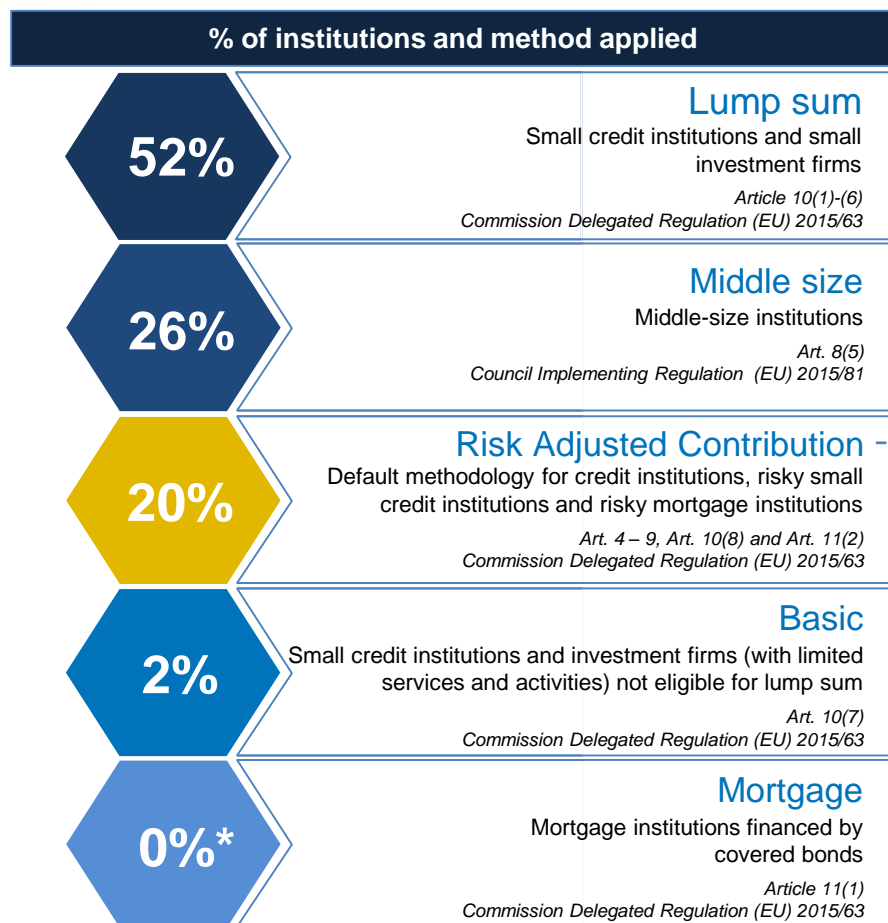 % of institutions and method applied
52%
Lump sum
Small credit institutions and small
investment firms
Article 10(1)-(6)
Commission Delegated Regulation (EU) 2015/63
26%
Middle size
Middle-size institutions
Art. 8(5)
Council Implementing Regulation (EU) 2015/81
20%
Risk Adjusted Contribution -
Default methodology for credit institutions, risky small
credit institutions and risky mortgage institutions
Art. 4 – 9, Art. 10(8) and Art. 11(2)
Commission Delegated Regulation (EU) 2015/63
2%
Basic
Small credit institutions and investment firms (with limited
services and activities) not eligible for lump sum
Art. 10(7)
Commission Delegated Regulation (EU) 2015/63
0%*
Mortgage
Mortgage institutions financed by
covered bonds
Article 11(1)
Commission Delegated Regulation (EU) 2015/63